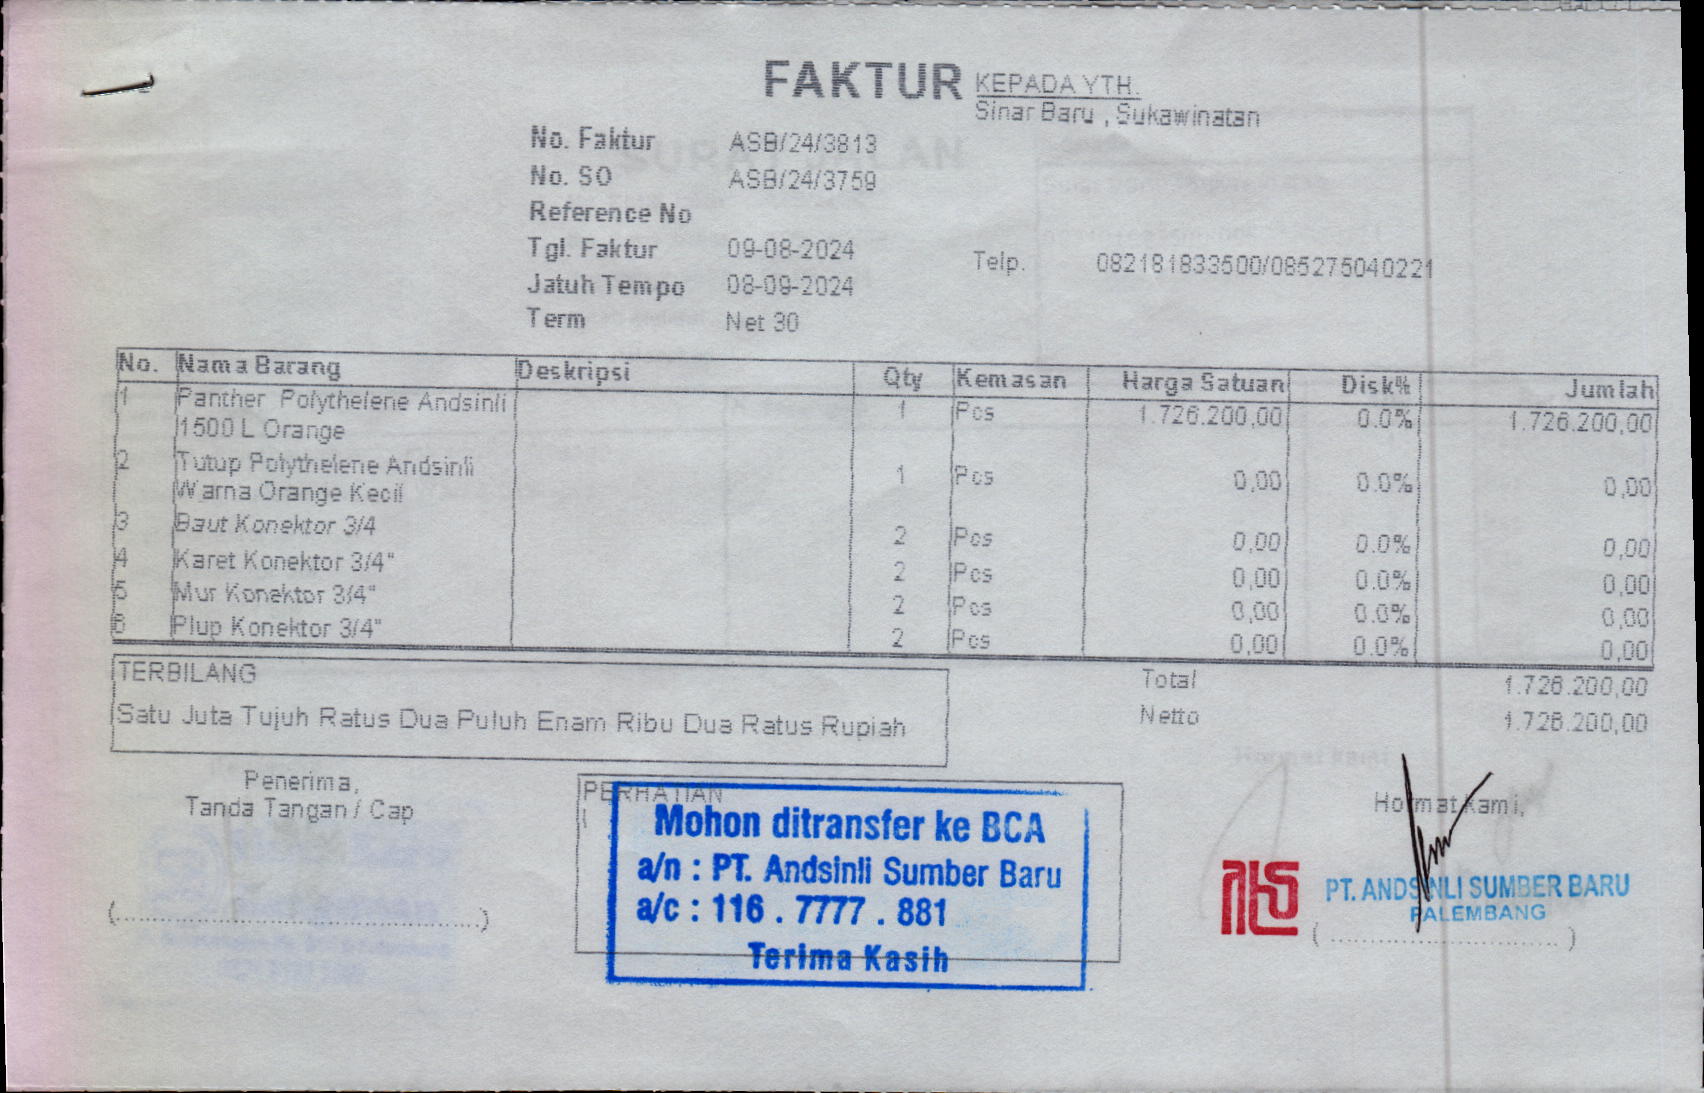 FAKTUR
KEPADA YTH.
Sinar Baru , Sukawinatan
No. Faktur ASB/24/3813
No. SO ASB/24/3759
Reference No
Tgl. Faktur 09-08-2024
Telp. 082181833500/085275040221
Jatuh Tempo 08-09-2024
Term Net 30
No. Nama Barang Deskripsi Qty Kemasan Harga Satuan Disk% Jumlah
1 Panther Polythelene Andsinli 1 Pcs 1.726.200,00 0.0% 1.726.200,00
1500 L Orange
2 Tutup Polythelene Andsinli 1 Pcs 0,00 0.0% 0,00
Warna Orange Kecil
3 Baut Konektor 3/4 2 Pcs 0,00 0.0% 0,00
4 Karet Konektor 3/4" 2 Pcs 0,00 0.0% 0,00
5 Mur Konektor 3/4" 2 Pcs 0,00 0.0% 0,00
6 Plup Konektor 3/4" 2 Pcs 0,00 0.0% 0,00
TERBILANG
Satu Juta Tujuh Ratus Dua Puluh Enam Ribu Dua Ratus Rupiah
Total 1.726.200,00
Netto 1.726.200,00
Penerima,
Tanda Tangan / Cap
(..............................................)
PERHATIAN
Mohon ditransfer ke BCA
a/n : PT. Andsinli Sumber Baru
a/c : 116 . 7777 . 881
Terima Kasih
Hormat Kami,
PT. ANDSINLI SUMBER BARU
PALEMBANG
(..............................)